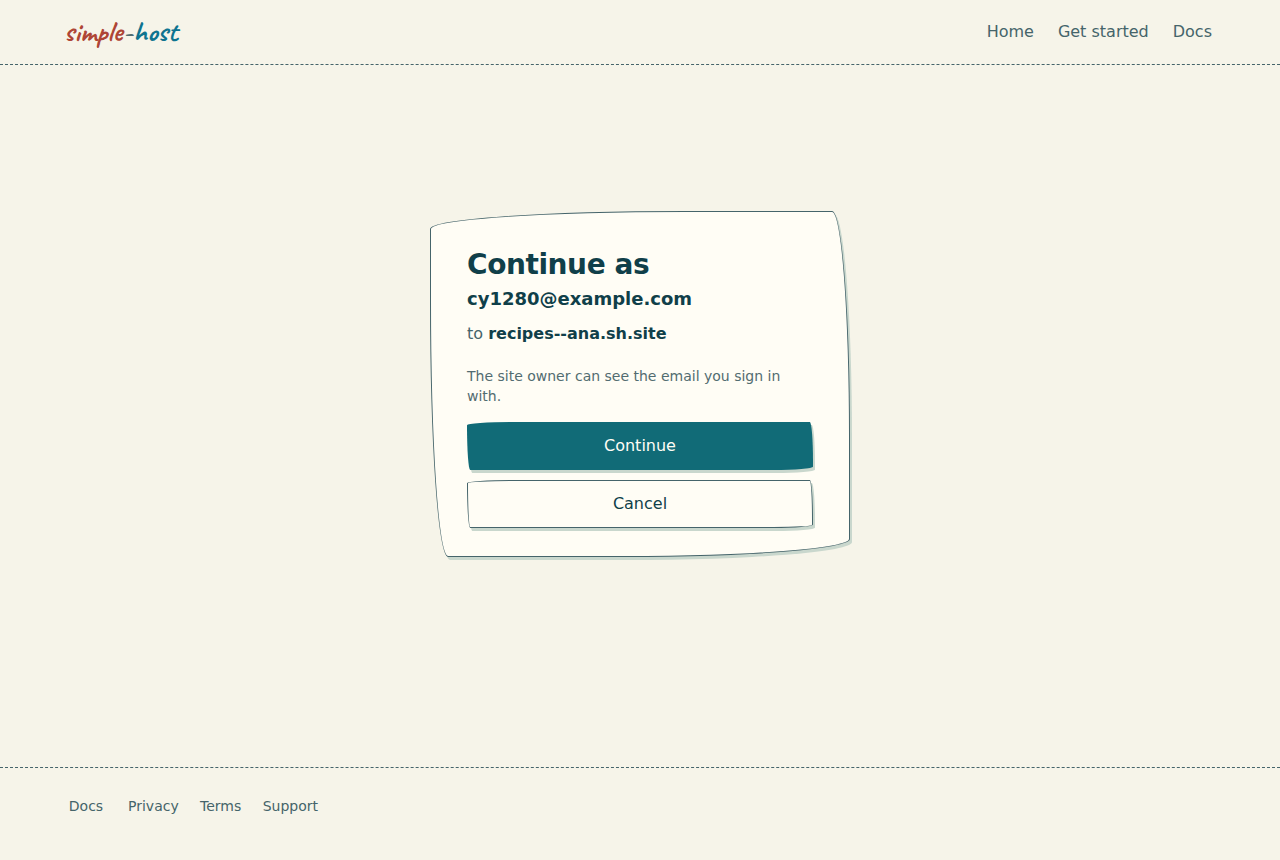 simple-host
Home Get started Docs
Continue as
cy1280@example.com
to recipes--ana.sh.site
The site owner can see the email you sign in
with.
Continue
Cancel
Docs Privacy Terms Support